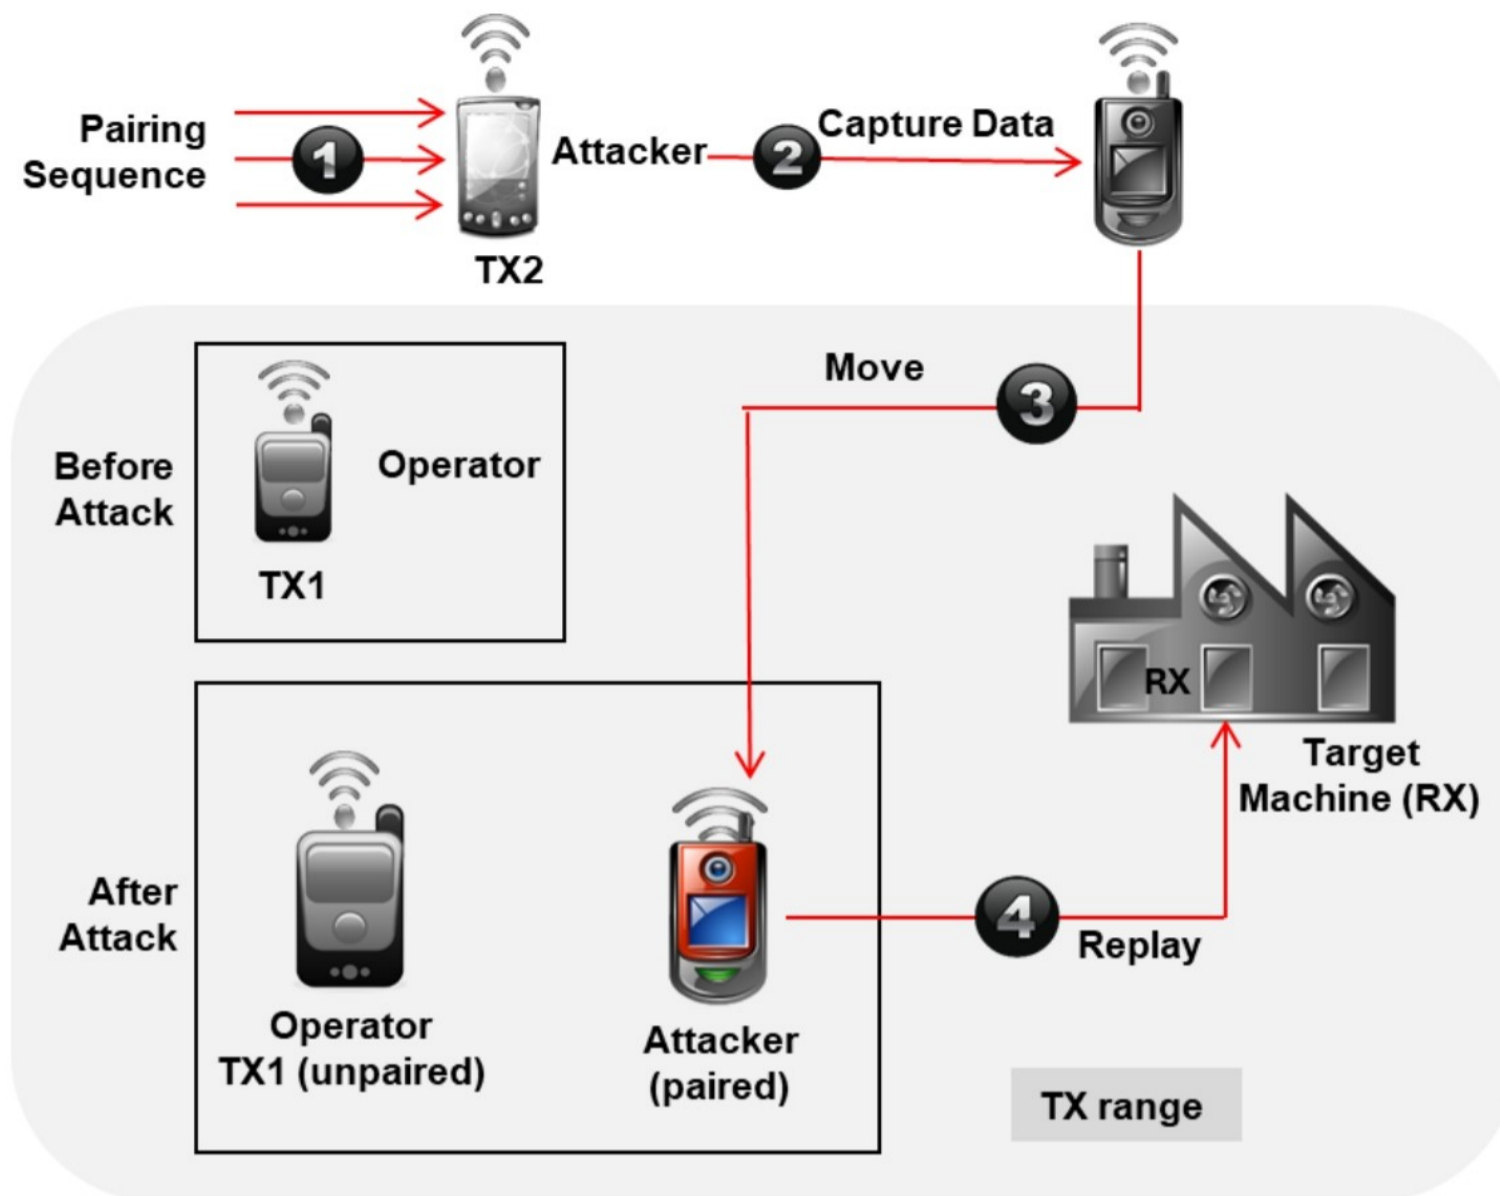 Pairing
Sequence
1
Attacker
2
Capture Data
TX2
Move
3
Before
Attack
Operator
TX1
RX
Target
Machine (RX)
After
Attack
4
Replay
Operator
TX1 (unpaired)
Attacker
(paired)
TX range